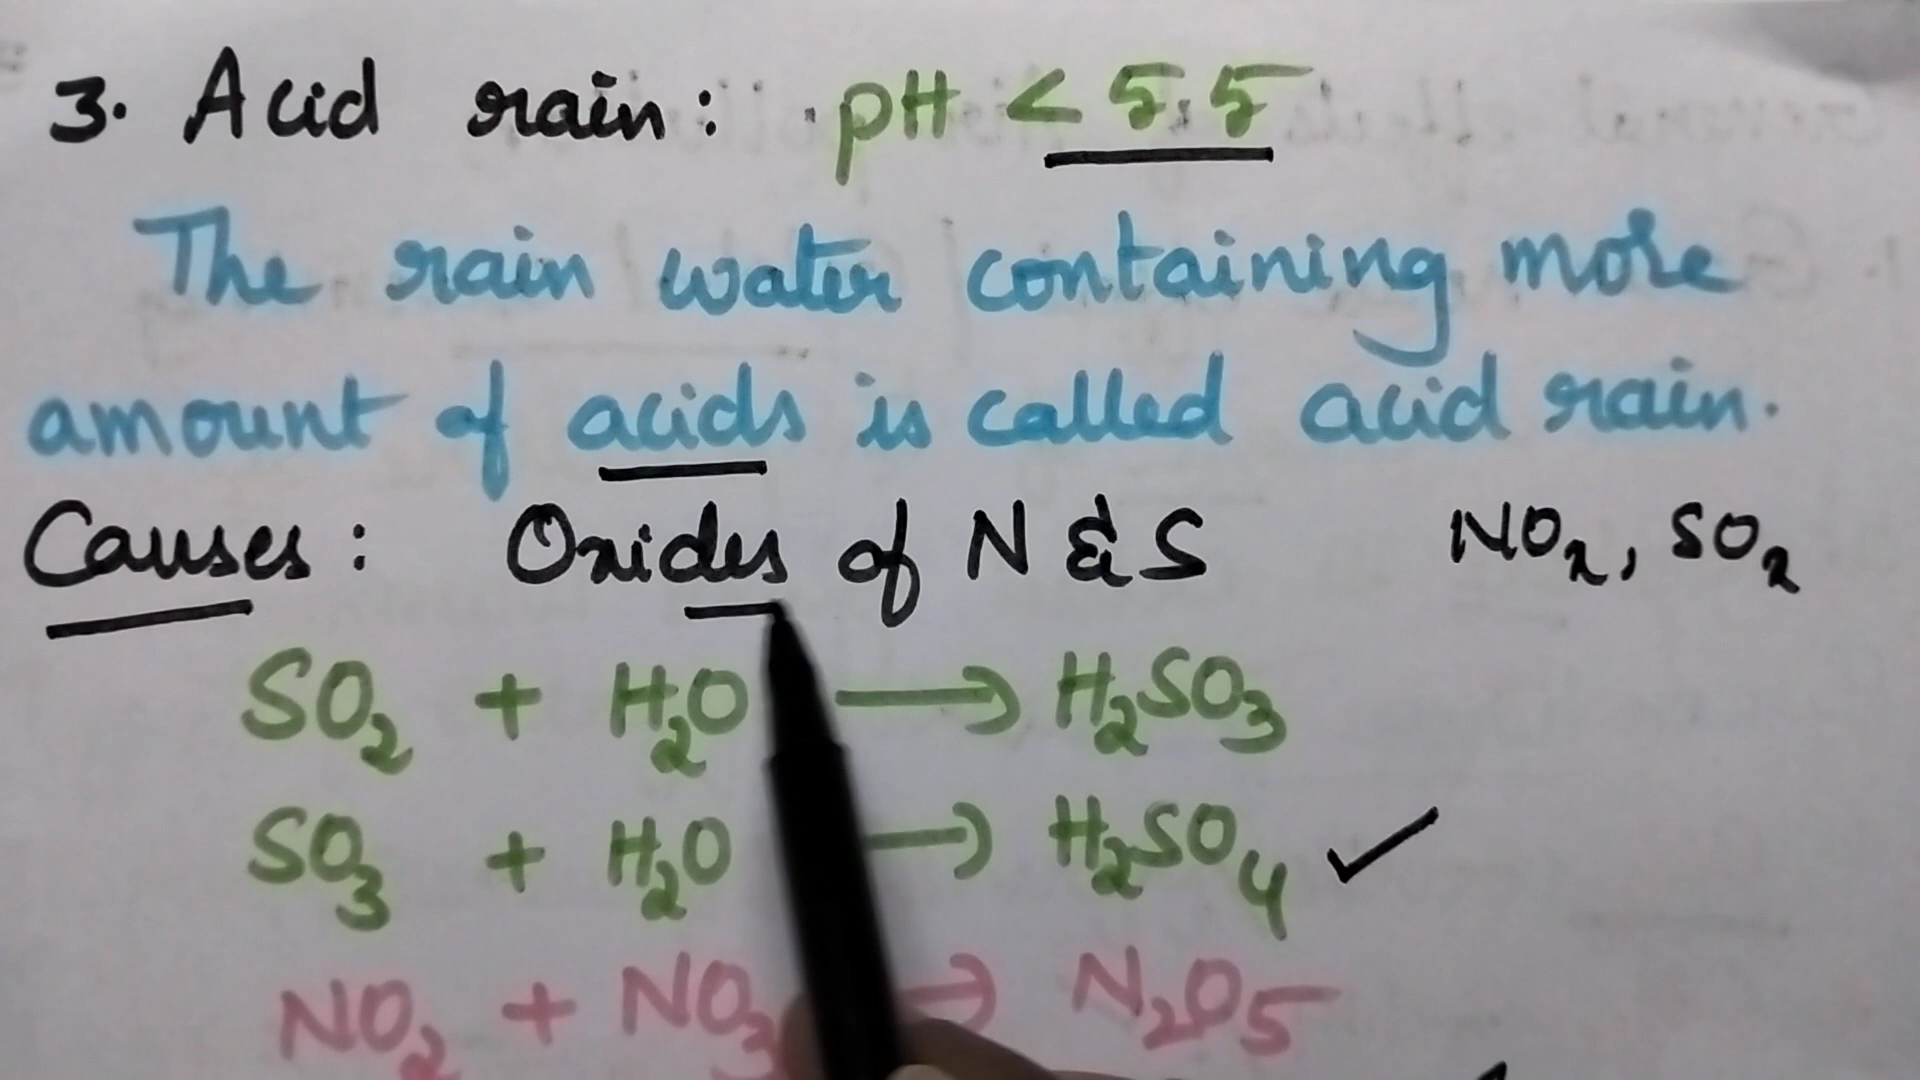 3. Acid rain: pH < 5.5
The rain water containing more
amount of acids is called acid rain.
Causes: Oxides of N & S NO₂, SO₂
SO₂ + H₂O → H₂SO₃
SO₃ + H₂O → H₂SO₄ ✓
NO₂ + NO₃ → N₂O5